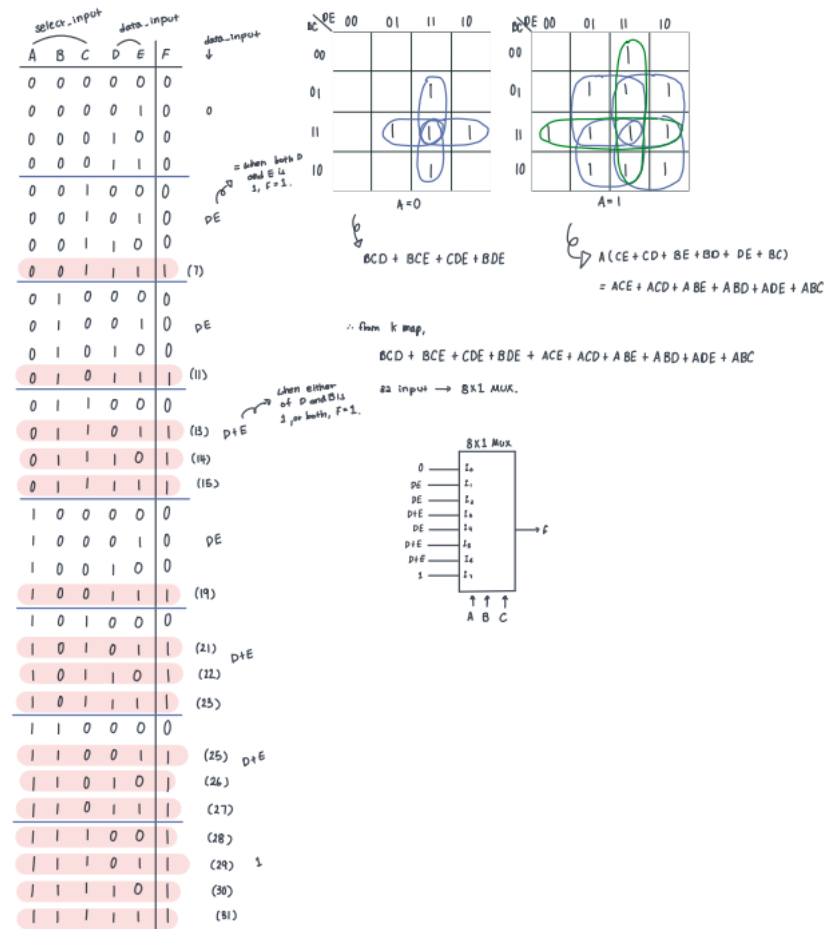 select_input data_input
data_input
↓
A B C D E F
0 0 0 0 0 0
0 0 0 0 1 0 0
0 0 0 1 0 0
0 0 0 1 1 0
0 0 1 0 0 0
0 0 1 0 1 0 DE
0 0 1 1 0 0
0 0 1 1 1 1 (7)
0 1 0 0 0 0
0 1 0 0 1 0 DE
0 1 0 1 0 0
0 1 0 1 1 1 (11)
0 1 1 0 0 0
0 1 1 0 1 1 (13) D+E
0 1 1 1 0 1 (14)
0 1 1 1 1 1 (15)
1 0 0 0 0 0
1 0 0 0 1 0 DE
1 0 0 1 0 0
1 0 0 1 1 1 (19)
1 0 1 0 0 0
1 0 1 0 1 1 (21) D+E
1 0 1 1 0 1 (22)
1 0 1 1 1 1 (23)
1 1 0 0 0 0
1 1 0 0 1 1 (25) D+E
1 1 0 1 0 1 (26)
1 1 0 1 1 1 (27)
1 1 1 0 0 1 (28)
1 1 1 0 1 1 (29) 1
1 1 1 1 0 1 (30)
1 1 1 1 1 1 (31)
= when both D
and E is
1, F=1.
when either
of D and E is
1, or both, F=1.
BC DE 00 01 11 10
00
01 1
11 1 1 1
10 1
A=0
BCD + BCE + CDE + BDE
BC DE 00 01 11 10
00 1
01 1 1 1
11 1 1 1 1
10 1 1 1
A=1
A(CE + CD + BE + BD + DE + BC)
= ACE + ACD + ABE + ABD + ADE + ABC
∴ from k map,
BCD + BCE + CDE + BDE + ACE + ACD + ABE + ABD + ADE + ABC
32 input → 8X1 MUX.
8X1 Mux
0 I₀
DE I₁
DE I₂
D+E I₃
DE I₄
D+E I₅
D+E I₆
1 I₇
F
A B C